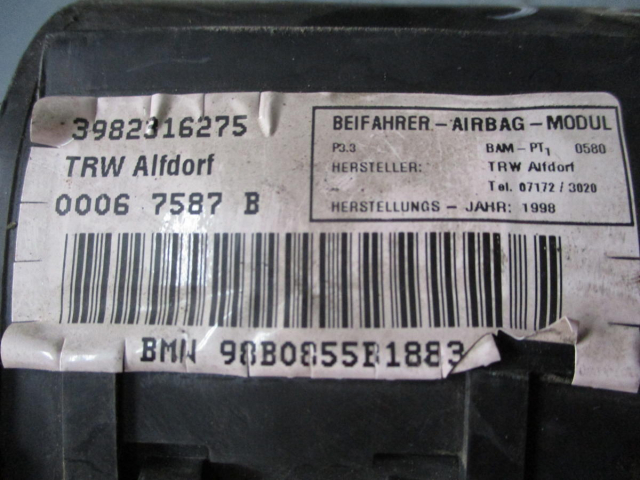 3982316275
TRW Alfdorf
0006 7587 B
BEIFAHRER - AIRBAG - MODUL
P3.3 BAM - PT1 0580
HERSTELLER: TRW Alfdorf
– Tel. 07172 / 3020
HERSTELLUNGS - JAHR: 1998
BMW 98B0855B1883